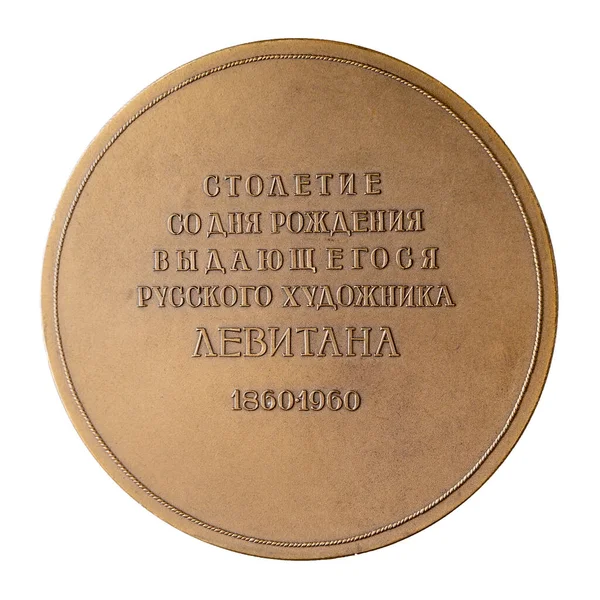 СТОЛЕТИЕ
СО ДНЯ РОЖДЕНИЯ
ВЫДАЮЩЕГОСЯ
РУССКОГО ХУДОЖНИКА
ЛЕВИТАНА
1860·1960